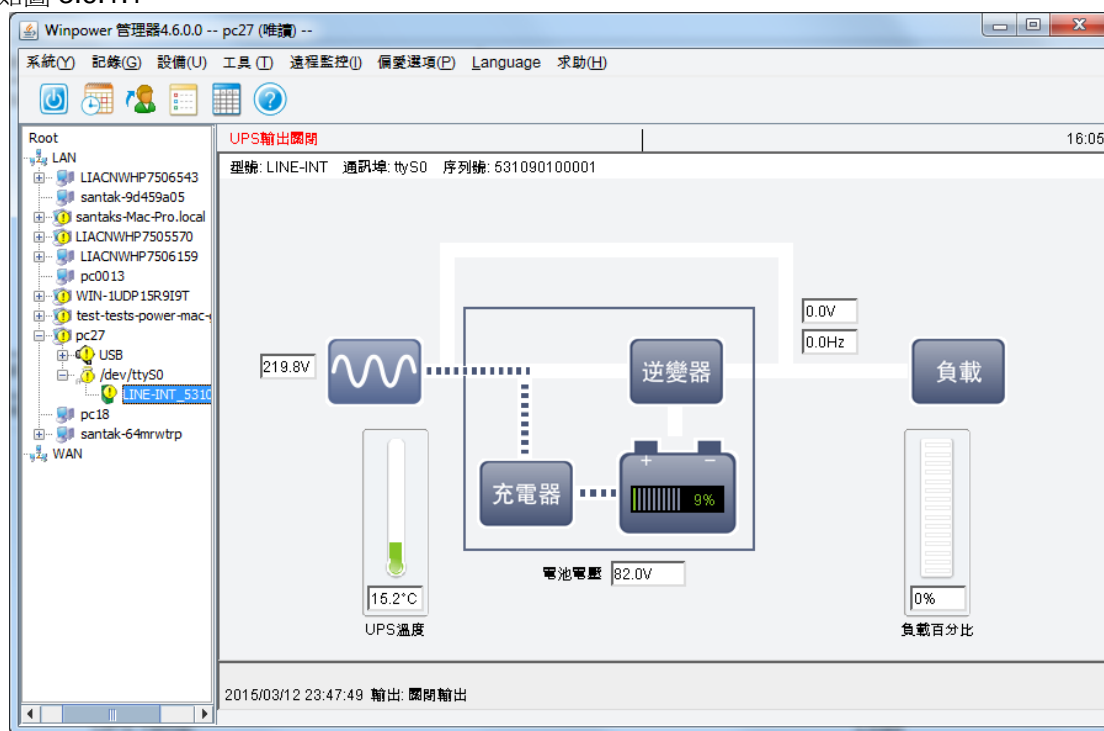 Winpower 管理器4.6.0.0 -- pc27 (唯讀) --
系統(Y) 記錄(G) 設備(U) 工具 (T) 遠程監控(I) 偏愛選項(P) Language 求助(H)
Root
LAN
LIACNWHP7506543
santak-9d459a05
santaks-Mac-Pro.local
LIACNWHP7505570
LIACNWHP7506159
pc0013
WIN-1UDP15R9I9T
test-tests-power-mac-
pc27
USB
/dev/ttyS0
LINE-INT_5310
pc18
santak-64mrwtrp
WAN
UPS輸出關閉
16:05
型號: LINE-INT 通訊埠: ttyS0 序列號: 531090100001
0.0V
0.0Hz
219.8V
逆變器
負載
充電器
+ −
9%
電池電壓 82.0V
15.2°C
0%
UPS溫度
負載百分比
2015/03/12 23:47:49 輸出: 關閉輸出